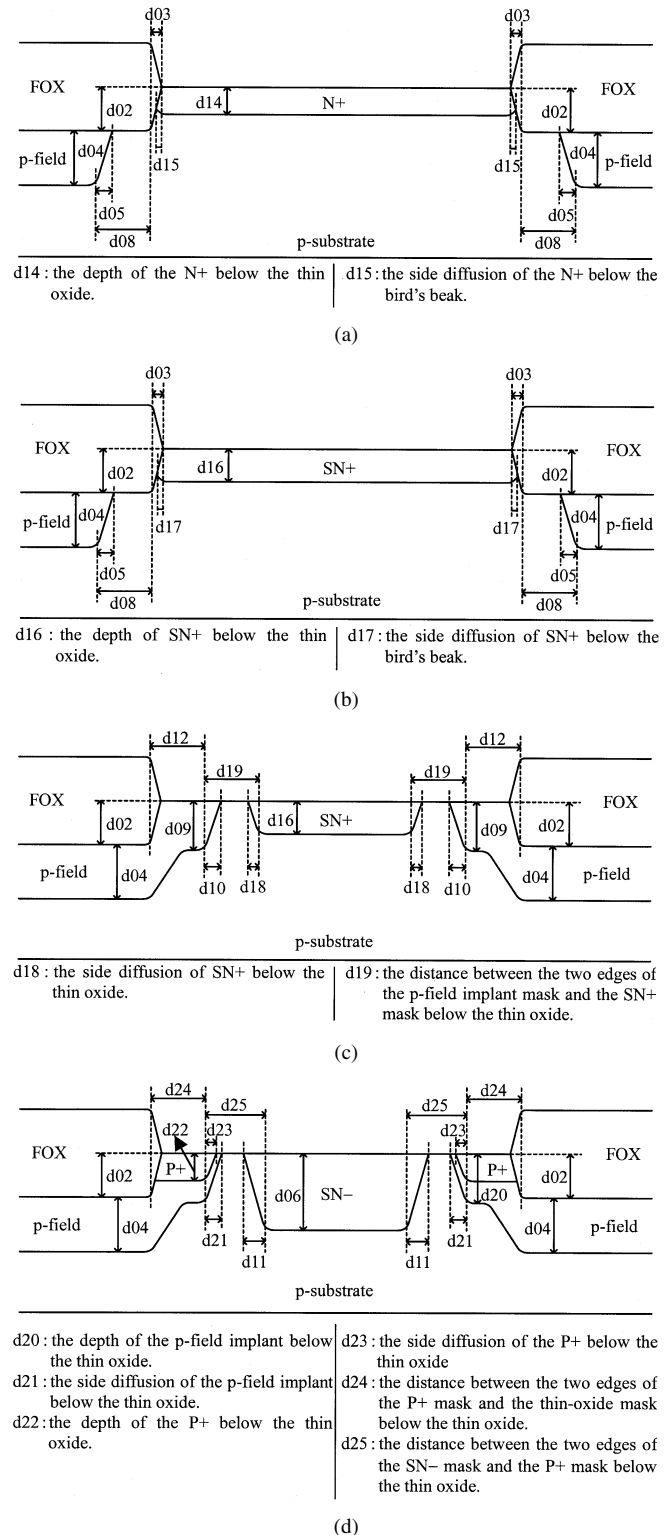 d03 d03
FOX FOX
d02 d14 N+ d02
p-field d04 d15 d15 d04 p-field
d05 d05
d08 d08
p-substrate
d14 : the depth of the N+ below the thin oxide.
d15 : the side diffusion of the N+ below the bird's beak.
(a)
d03 d03
FOX FOX
d02 d16 SN+ d02
p-field d04 d17 d17 d04 p-field
d05 d05
d08 d08
p-substrate
d16 : the depth of SN+ below the thin oxide.
d17 : the side diffusion of SN+ below the bird's beak.
(b)
d12 d12
d19 d19
FOX FOX
d02 d09 d16 SN+ d09 d02
p-field d04 d10 d18 d18 d10 d04 p-field
p-substrate
d18 : the side diffusion of SN+ below the thin oxide.
d19 : the distance between the two edges of the p-field implant mask and the SN+ mask below the thin oxide.
(c)
d24 d24
d25 d25
d22 d23 d23
FOX FOX
P+ P+
d02 d06 SN− d20 d02
p-field d04 d21 d21 d04 p-field
d11 d11
p-substrate
d20 : the depth of the p-field implant below the thin oxide.
d21 : the side diffusion of the p-field implant below the thin oxide.
d22 : the depth of the P+ below the thin oxide.
d23 : the side diffusion of the P+ below the thin oxide
d24 : the distance between the two edges of the P+ mask and the thin-oxide mask below the thin oxide.
d25 : the distance between the two edges of the SN− mask and the P+ mask below the thin oxide.
(d)